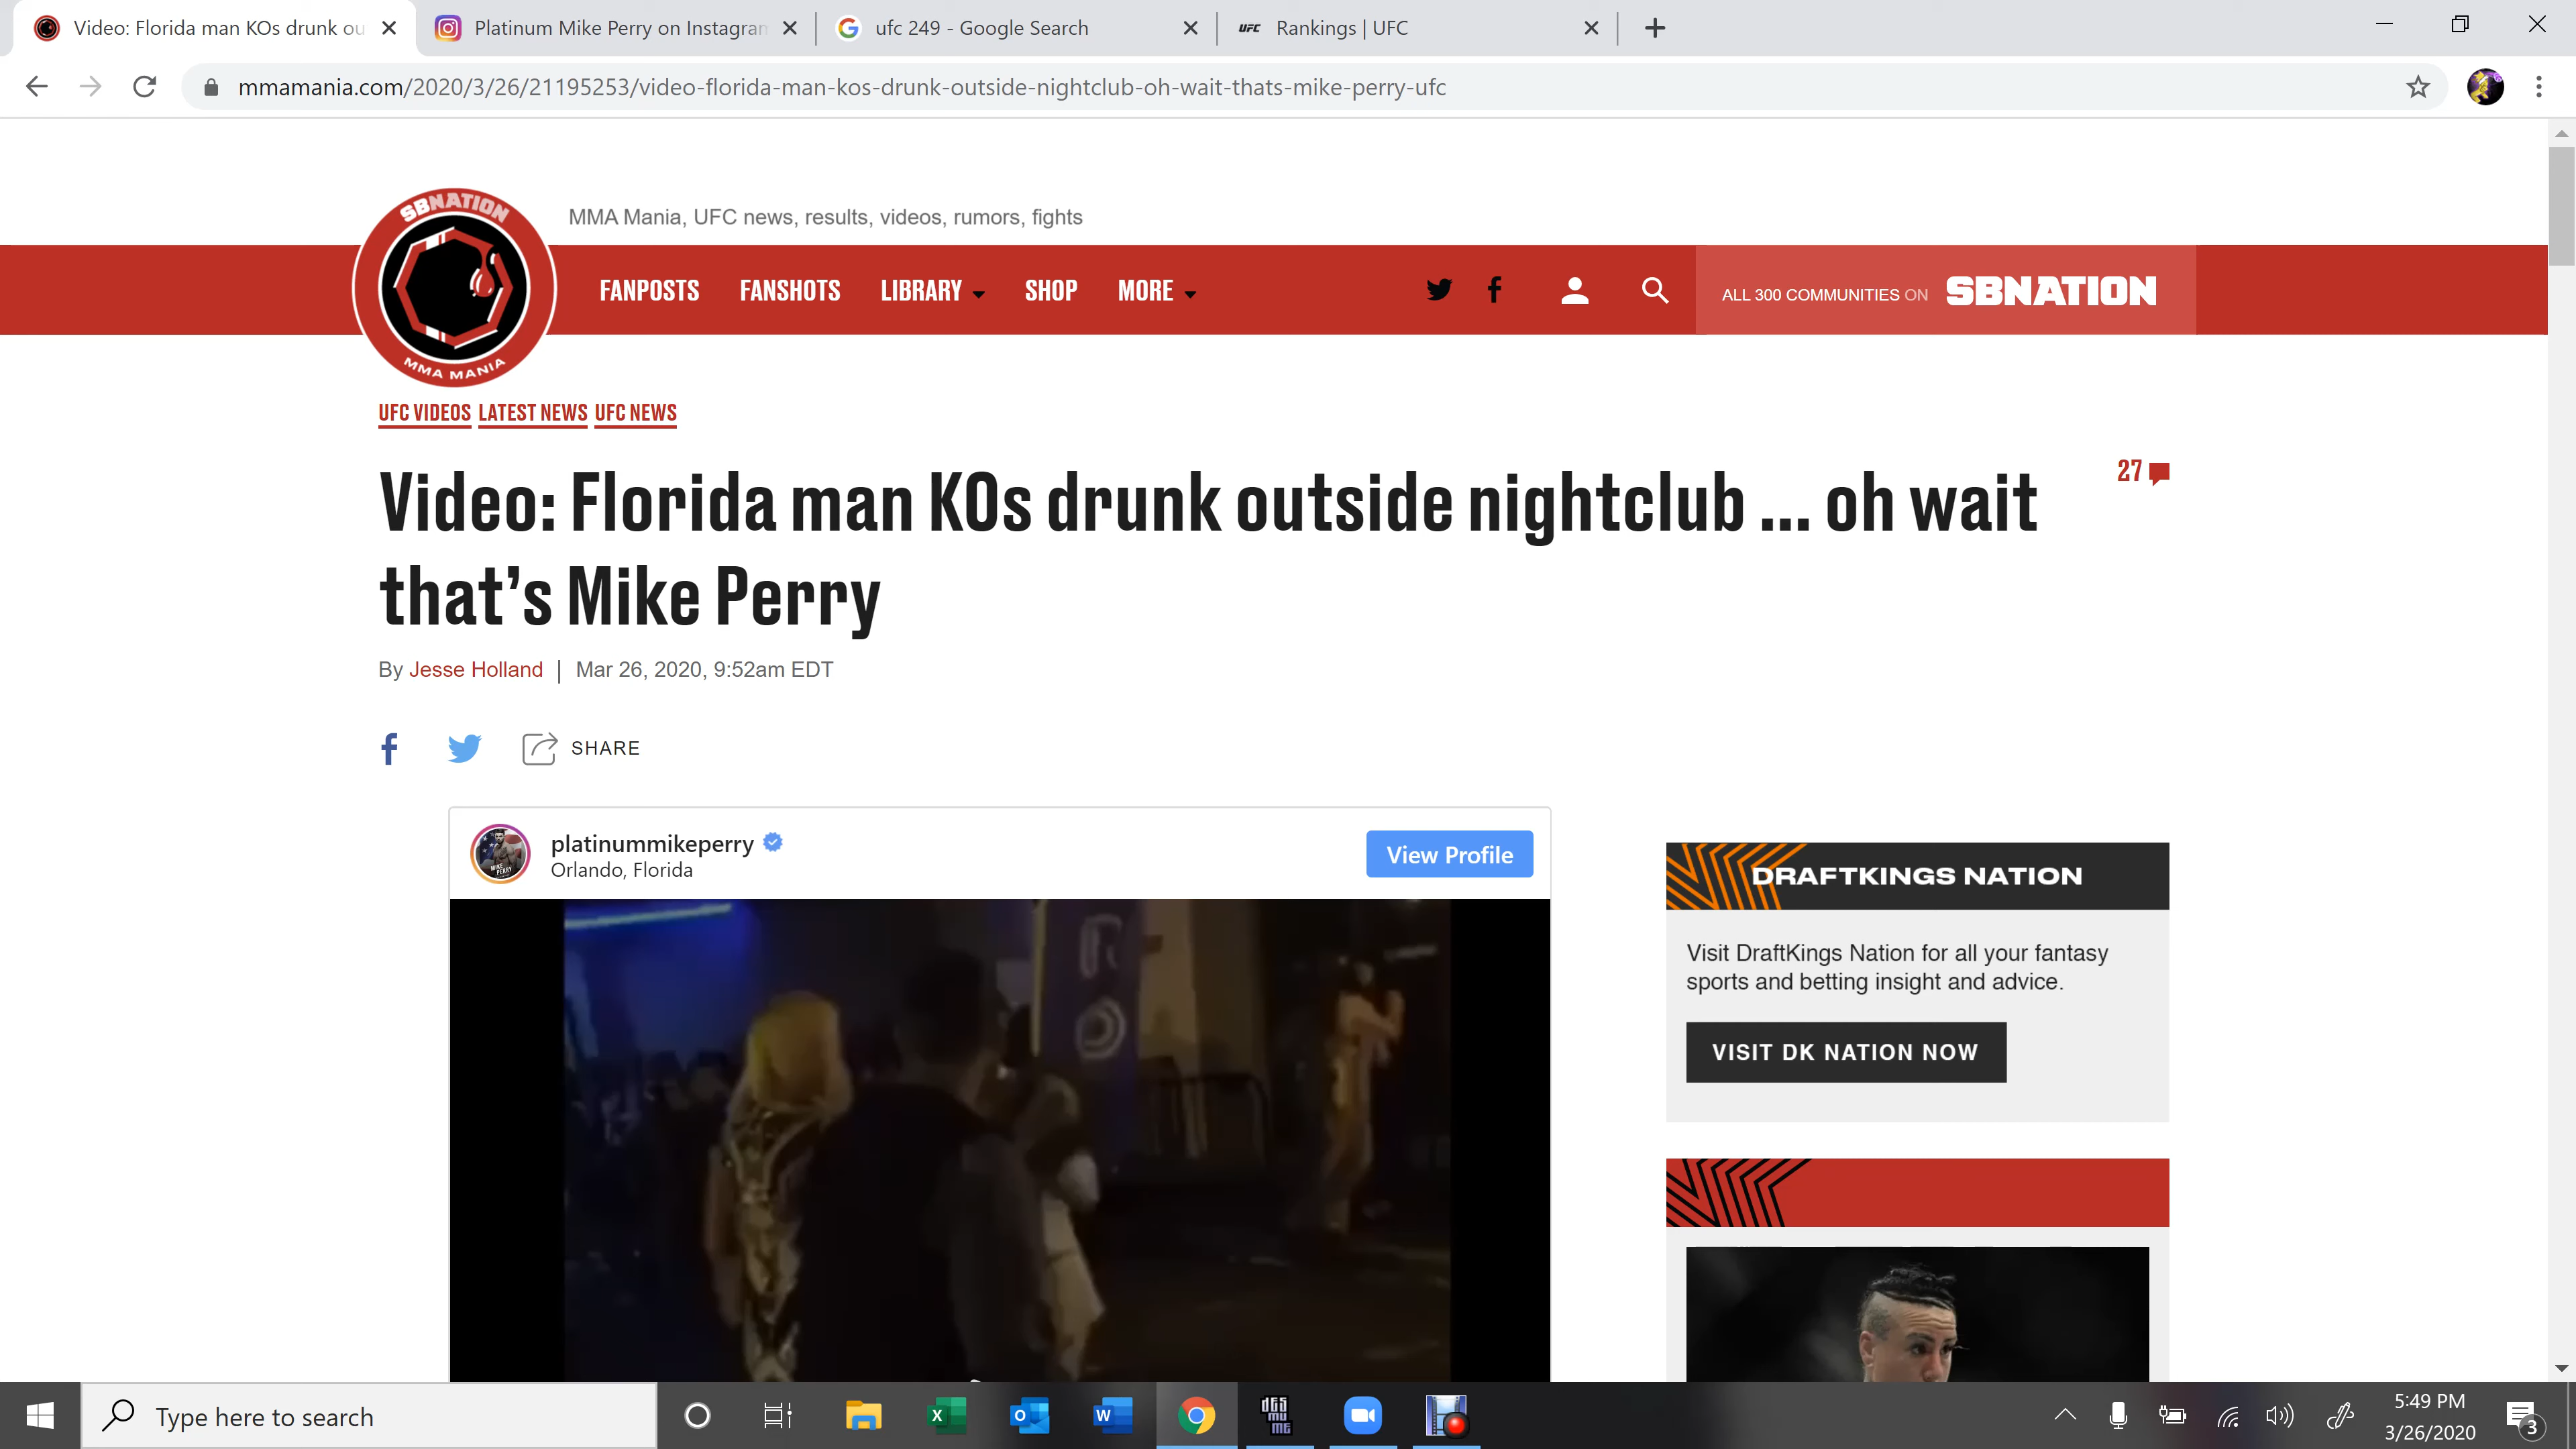 Video: Florida man KOs drunk ou
Platinum Mike Perry on Instagram
ufc 249 - Google Search
UFC Rankings | UFC
mmamania.com/2020/3/26/21195253/video-florida-man-kos-drunk-outside-nightclub-oh-wait-thats-mike-perry-ufc
SBNATION
MMA MANIA
MMA Mania, UFC news, results, videos, rumors, fights
FANPOSTS FANSHOTS LIBRARY SHOP MORE
ALL 300 COMMUNITIES ON SBNATION
UFC VIDEOS LATEST NEWS UFC NEWS
Video: Florida man KOs drunk outside nightclub ... oh wait
that's Mike Perry
27
By Jesse Holland | Mar 26, 2020, 9:52am EDT
SHARE
MIKE PERRY
platinummikeperry
Orlando, Florida
View Profile
DRAFTKINGS NATION
Visit DraftKings Nation for all your fantasy
sports and betting insight and advice.
VISIT DK NATION NOW
Type here to search
DES
MU
ME
5:49 PM
3/26/2020
3